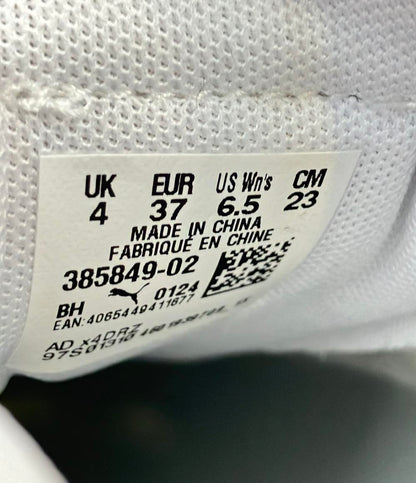 UK EUR US Wn's CM
4 37 6.5 23
MADE IN CHINA
FABRIQUÉ EN CHINE
385849-02
BH 0124
EAN:4065449411677
AD x4DRZ